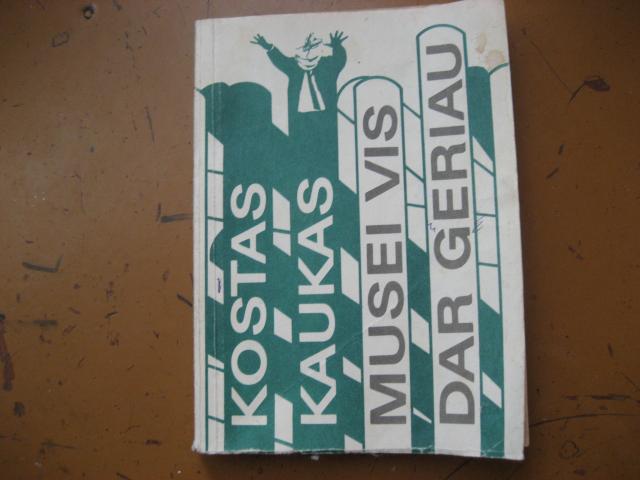 KOSTAS
KAUKAS
MUSEI VIS
DAR GERIAU